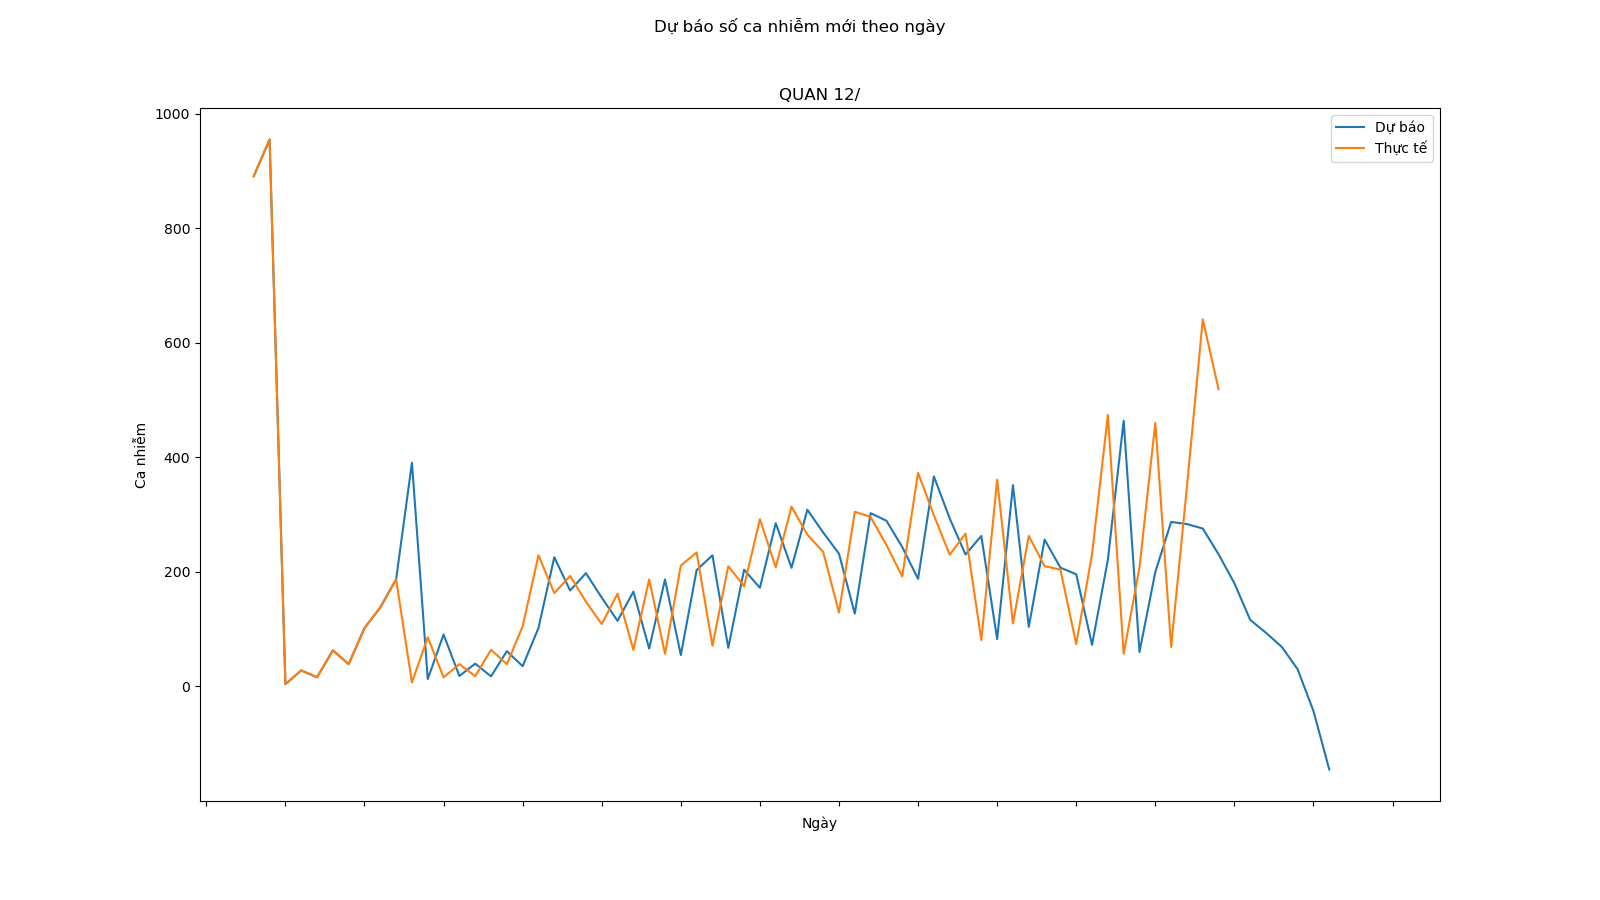 Dự báo số ca nhiễm mới theo ngày
QUAN 12/
1000
800
600
400
200
0
Ca nhiễm
Dự báo
Thực tế
Ngày